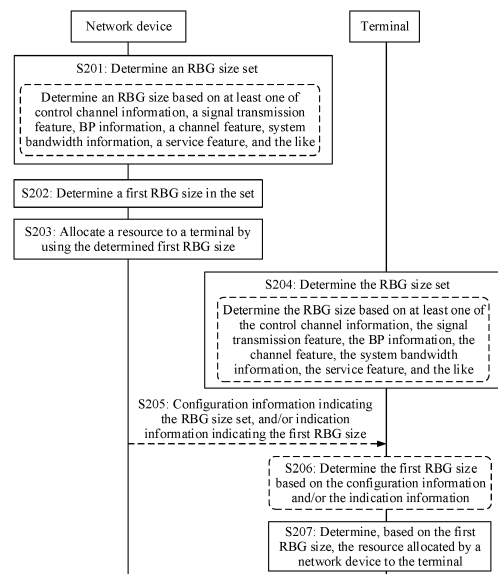 Network device
Terminal
S201: Determine an RBG size set
Determine an RBG size based on at least one of
control channel information, a signal transmission
feature, BP information, a channel feature, system
bandwidth information, a service feature, and the like
S202: Determine a first RBG size in the set
S203: Allocate a resource to a terminal by
using the determined first RBG size
S204: Determine the RBG size set
Determine the RBG size based on at least one of
the control channel information, the signal
transmission feature, the BP information, the
channel feature, the system bandwidth
information, the service feature, and the like
S205: Configuration information indicating
the RBG size set, and/or indication
information indicating the first RBG size
S206: Determine the first RBG size
based on the configuration information
and/or the indication information
S207: Determine, based on the first
RBG size, the resource allocated by a
network device to the terminal